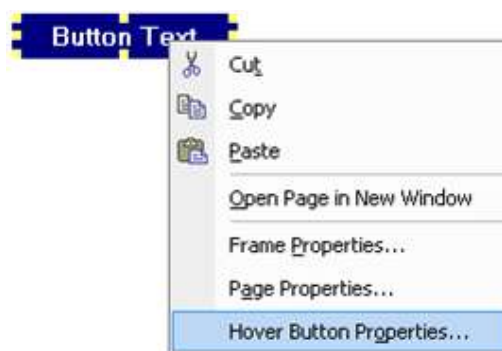 Button Text
Cut
Copy
Paste
Open Page in New Window
Frame Properties...
Page Properties...
Hover Button Properties...